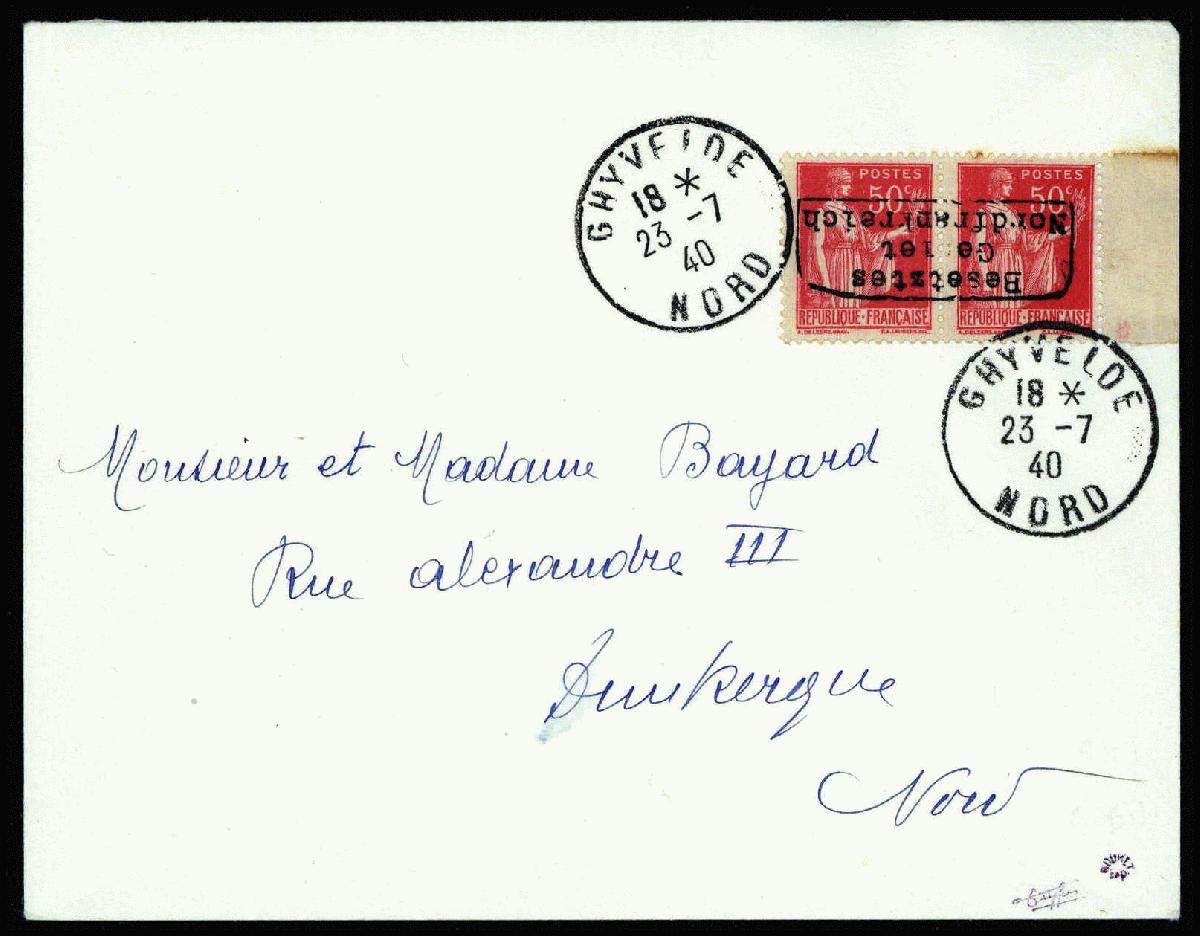 GHYVELDE
18 *
23 -7
40
NORD
POSTES
50c
REPUBLIQUE·FRANÇAISE
POSTES
50c
REPUBLIQUE·FRANÇAISE
Besetztes
Gebiet
Nordfrankreich
GHYVELDE
18 *
23 -7
40
NORD
Monsieur et Madame Bayard
Rue alexandre III
Dunkerque
Nord